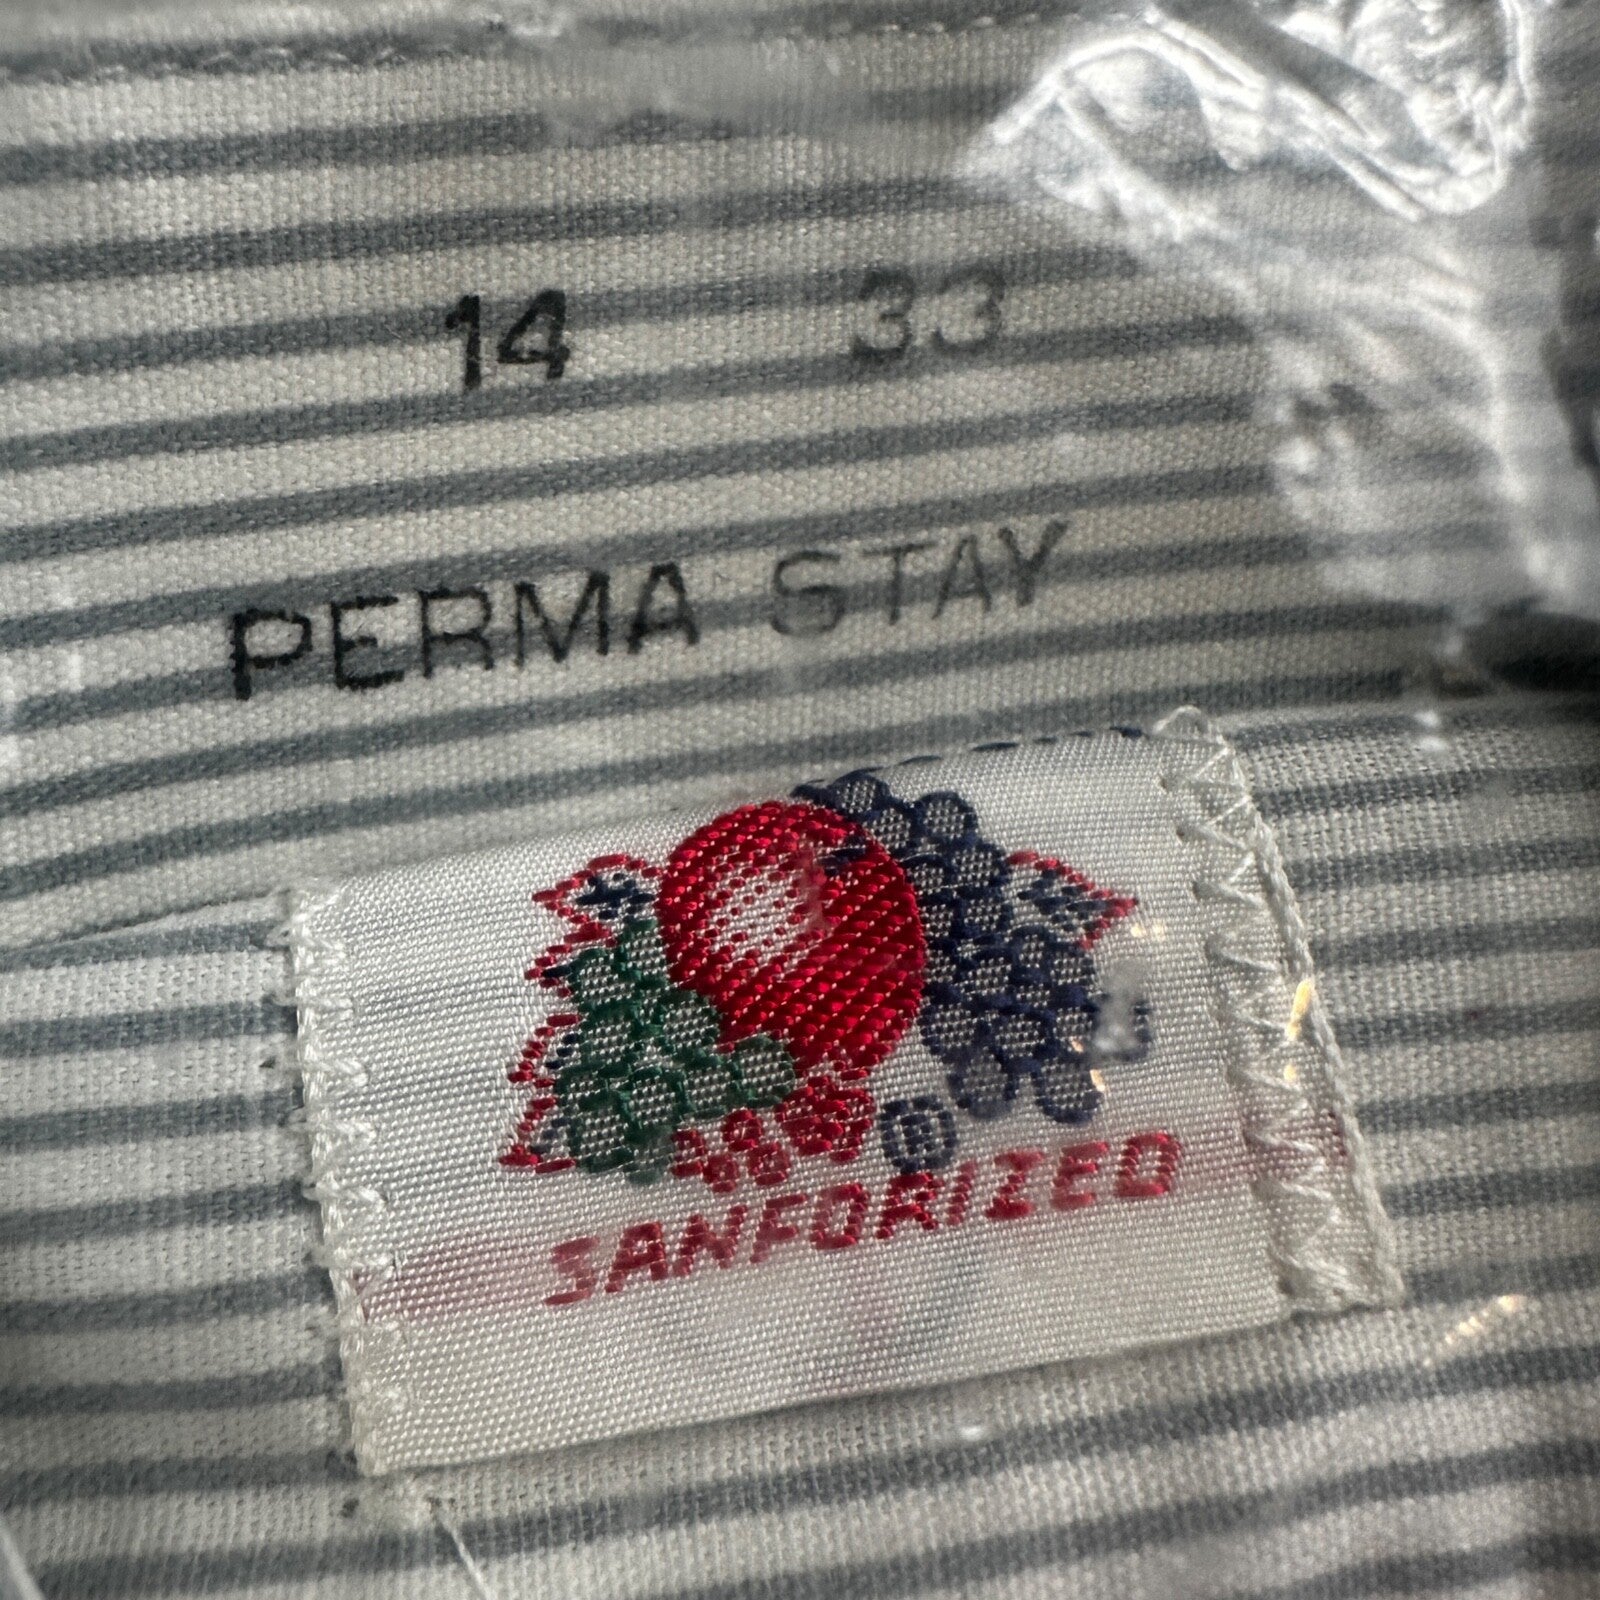 14 33
PERMA STAY
®
SANFORIZED